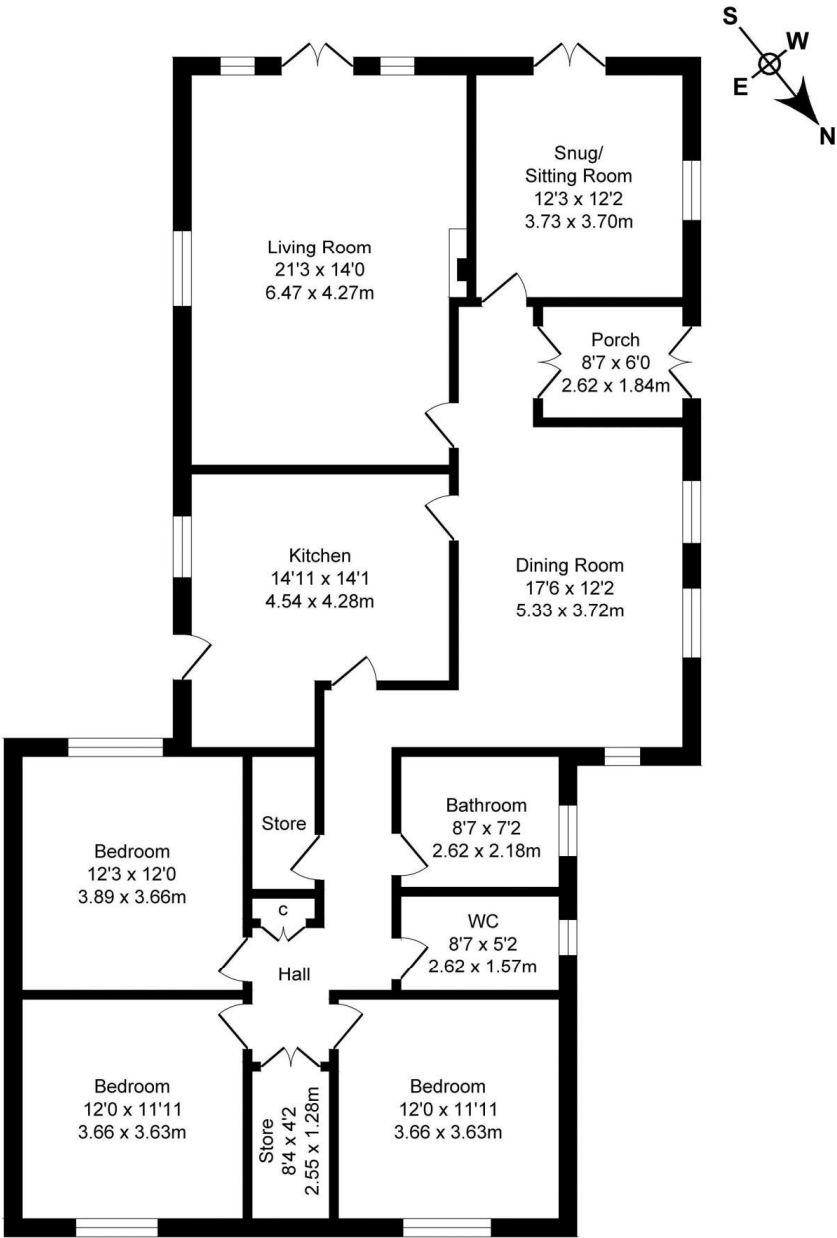 S
W
E
N
Snug/
Sitting Room
12'3 x 12'2
3.73 x 3.70m
Living Room
21'3 x 14'0
6.47 x 4.27m
Porch
8'7 x 6'0
2.62 x 1.84m
Kitchen
14'11 x 14'1
4.54 x 4.28m
Dining Room
17'6 x 12'2
5.33 x 3.72m
Store
Bathroom
8'7 x 7'2
2.62 x 2.18m
Bedroom
12'3 x 12'0
3.89 x 3.66m
c
WC
8'7 x 5'2
2.62 x 1.57m
Hall
Bedroom
12'0 x 11'11
3.66 x 3.63m
Store
8'4 x 4'2
2.55 x 1.28m
Bedroom
12'0 x 11'11
3.66 x 3.63m